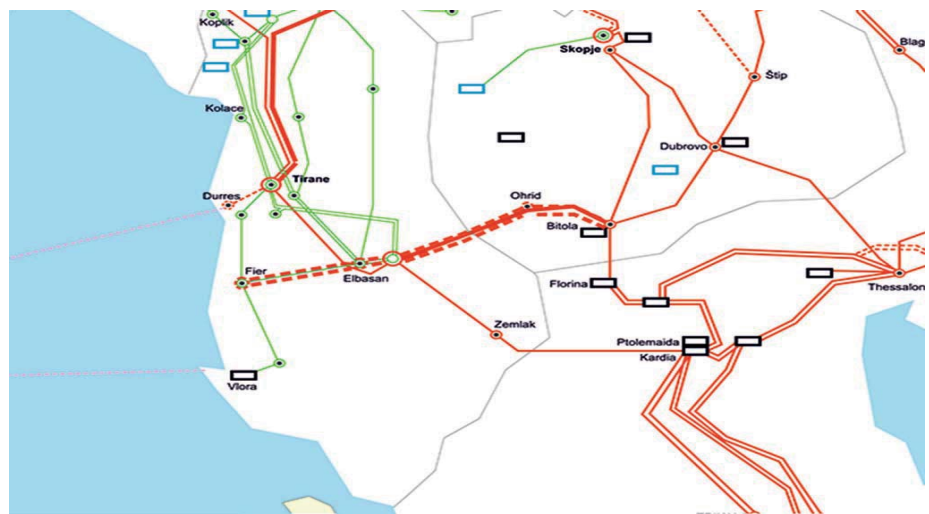 Koplik
Skopje
Blag
Štip
Kolace
Dubrovo
Tirane
Durres
Ohrid
Bitola
Fier
Elbasan
Florina
Thessalon
Zemlak
Ptolemaida
Kardia
Vlora